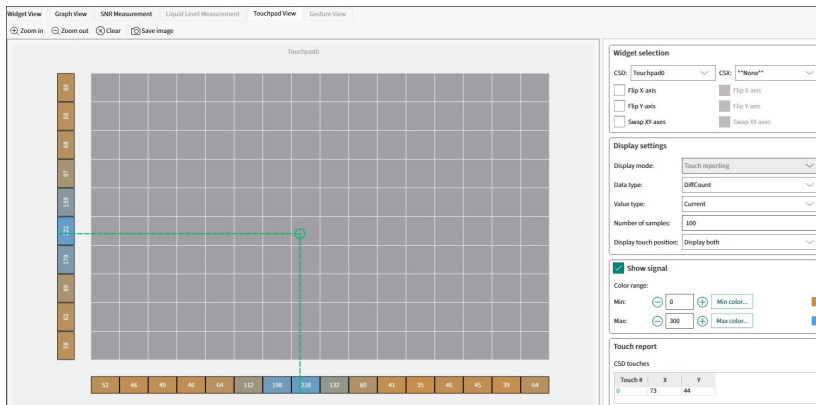 Widget View Graph View SNR Measurement Liquid Level Measurement Touchpad View Gesture View
Zoom in Zoom out Clear Save image
Touchpad0
60
58
68
97
159
222
178
89
62
58
52 46 49 46 64 112 198 218 132 80 41 35 46 45 39 64
Widget selection
CSD: Touchpad0 CSX: **None**
Flip X-axis Flip X-axis
Flip Y-axis Flip Y-axis
Swap XY-axes Swap XY-axes
Display settings
Display mode: Touch reporting
Data type: DiffCount
Value type: Current
Number of samples: 100
Display touch position: Display both
Show signal
Color range:
Min: 0 Min color...
Max: 300 Max color...
Touch report
CSD touches
Touch # X Y
0 73 44